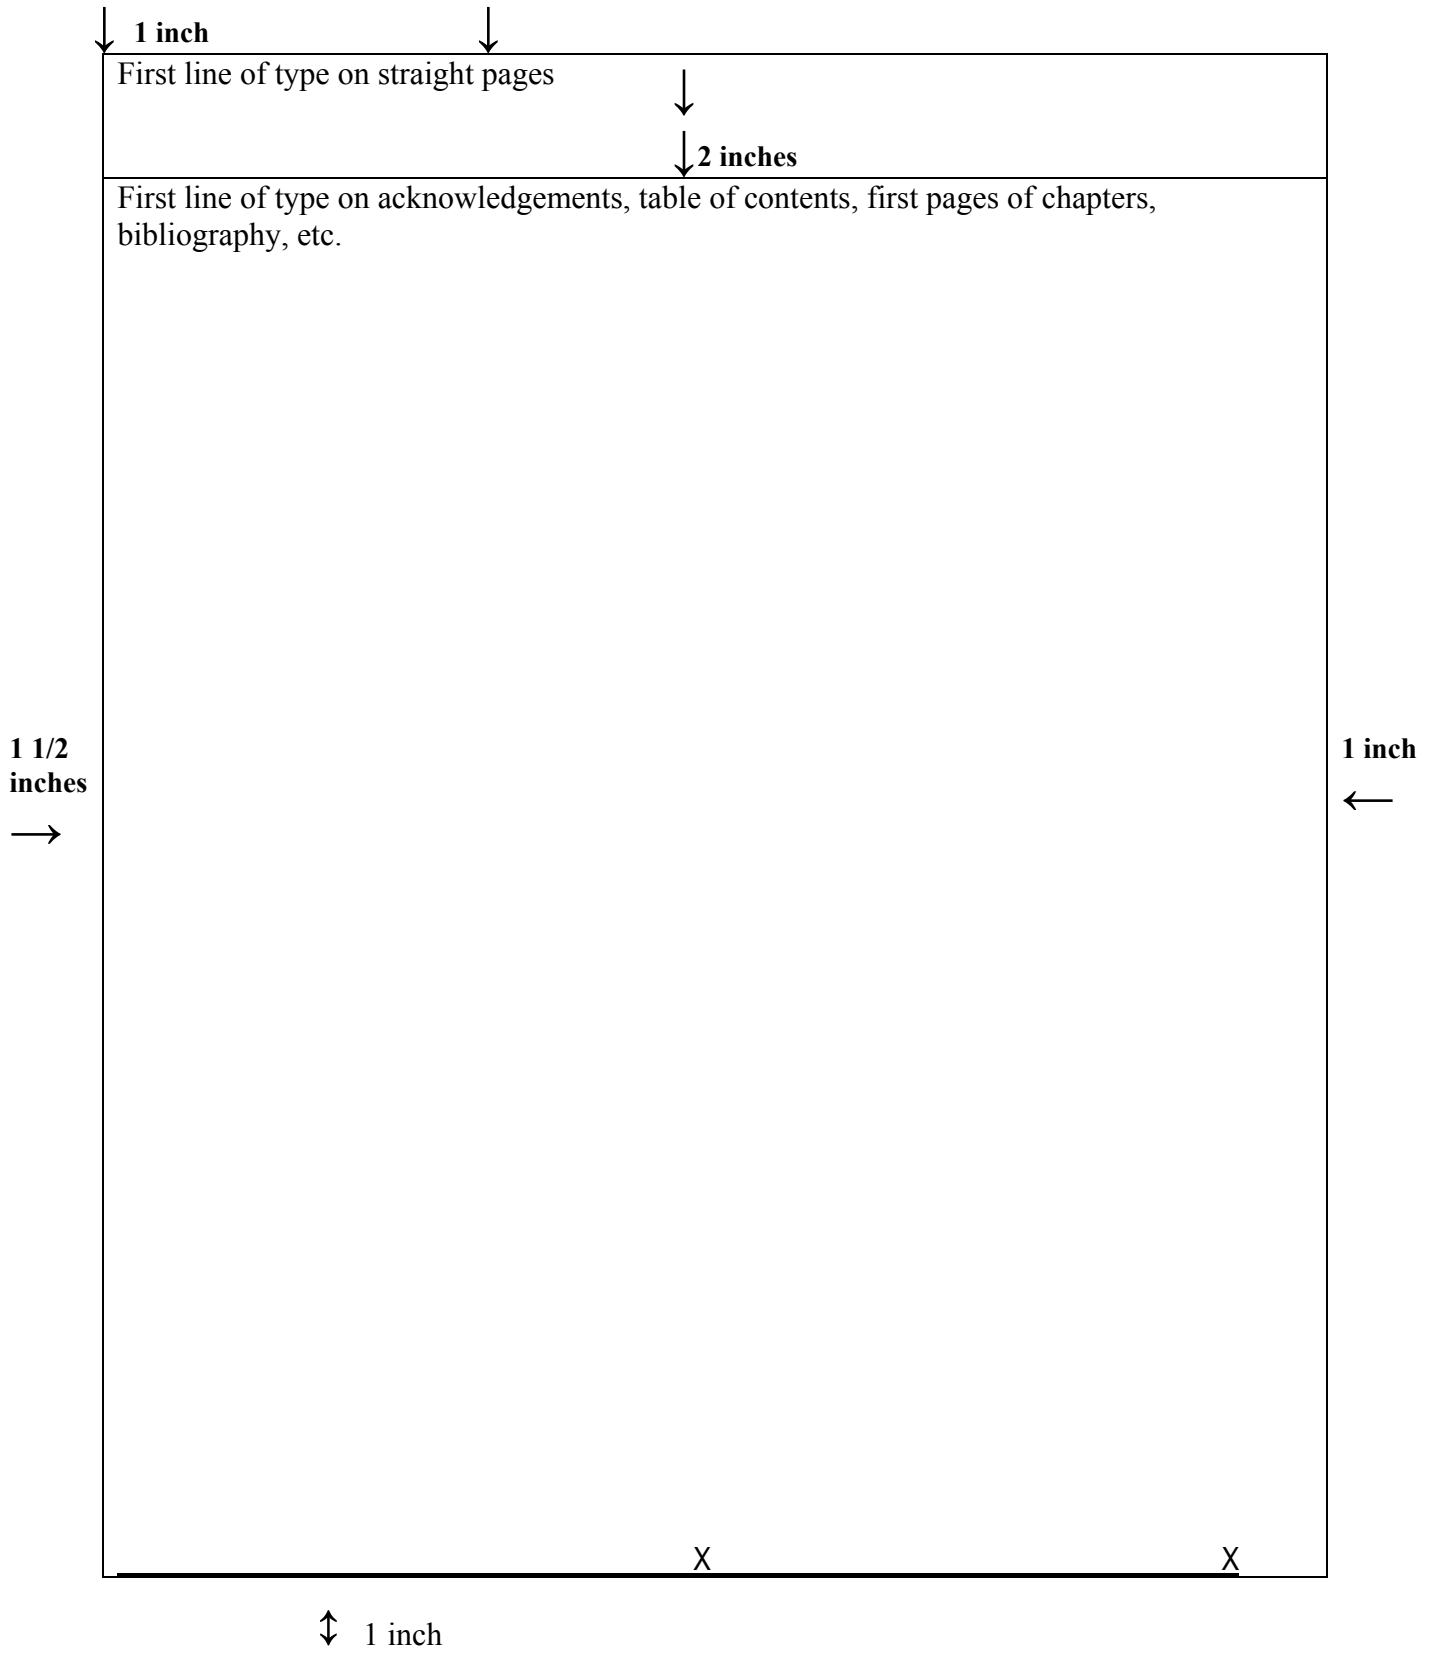 ↓ 1 inch ↓
First line of type on straight pages
↓
↓ 2 inches
First line of type on acknowledgements, table of contents, first pages of chapters,
bibliography, etc.
1 1/2
inches
→
1 inch
←
X X
↕ 1 inch